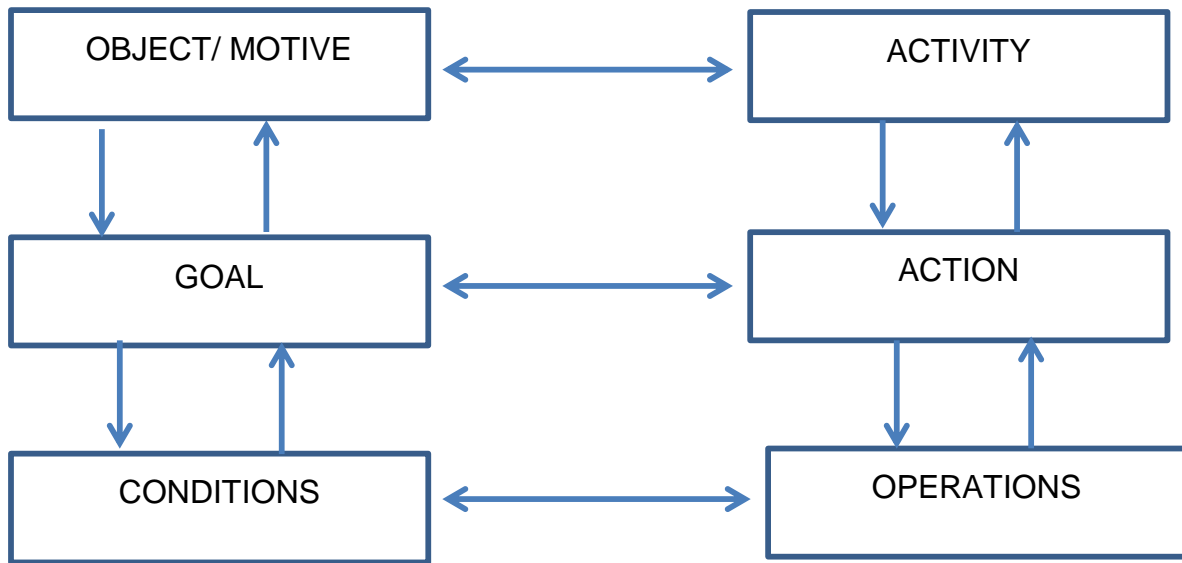 OBJECT/ MOTIVE
ACTIVITY
GOAL
ACTION
CONDITIONS
OPERATIONS